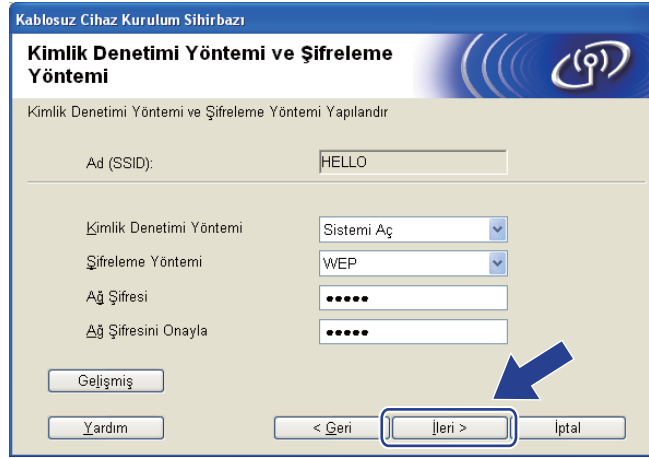 Kablosuz Cihaz Kurulum Sihirbazı
Kimlik Denetimi Yöntemi ve Şifreleme
Yöntemi
Kimlik Denetimi Yöntemi ve Şifreleme Yöntemi Yapılandır
Ad (SSID): HELLO
Kimlik Denetimi Yöntemi Sistemi Aç
Şifreleme Yöntemi WEP
Ağ Şifresi •••••
Ağ Şifresini Onayla •••••
Gelişmiş
Yardım < Geri İleri > İptal